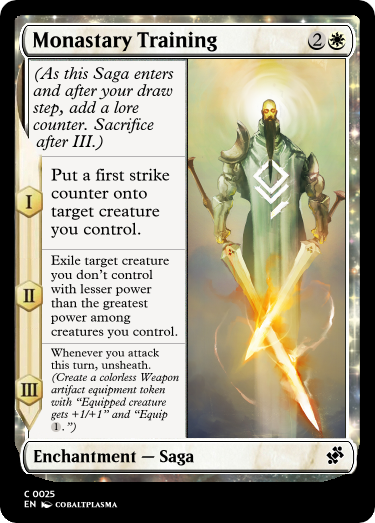 Monastary Training 2
(As this Saga enters
and after your draw
step, add a lore
counter. Sacrifice
after III.)
I
Put a first strike
counter onto
target creature
you control.
II
Exile target creature
you don't control
with lesser power
than the greatest
power among
creatures you control.
III
Whenever you attack
this turn, unsheath.
(Create a colorless Weapon
artifact equipment token
with “Equipped creature
gets +1/+1” and “Equip
1.”)
Enchantment — Saga
C 0025
EN COBALTPLASMA